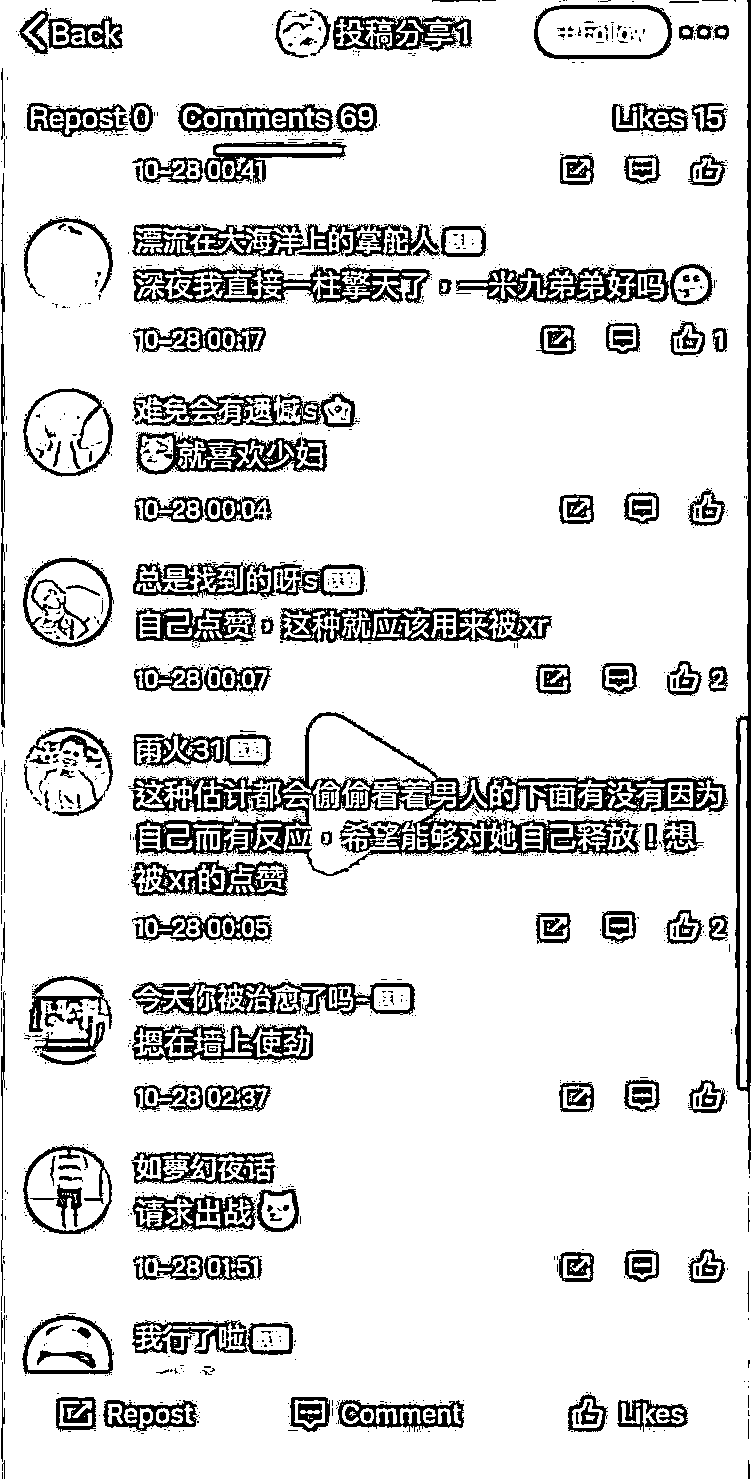 Back 投稿分享1 +Follow
Repost 0 Comments 69 Likes 15
10-28 00:41
漂流在大海洋上的掌舵人
深夜我直接一柱擎天了，一米九弟弟好吗
10-28 00:17 1
难免会有遗憾s
就喜欢少妇
10-28 00:04
总是找到的呀s
自己点赞，这种就应该用来被xr
10-28 00:07 2
雨火31
这种估计都会偷偷看着男人的下面有没有因为
自己而有反应，希望能够对她自己释放！想
被xr的点赞
10-28 00:05 2
今天你被治愈了吗-
摁在墙上使劲
10-28 02:37
如夢幻夜话
请求出战
10-28 01:51
我行了啦
Repost Comment Likes